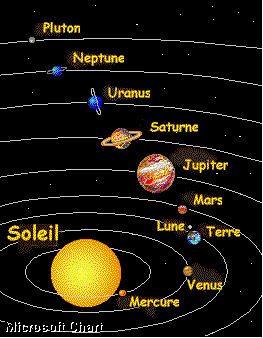 Pluton
Neptune
Uranus
Saturne
Jupiter
Mars
Lune
Terre
Soleil
Venus
Mercure
Microsoft Chart